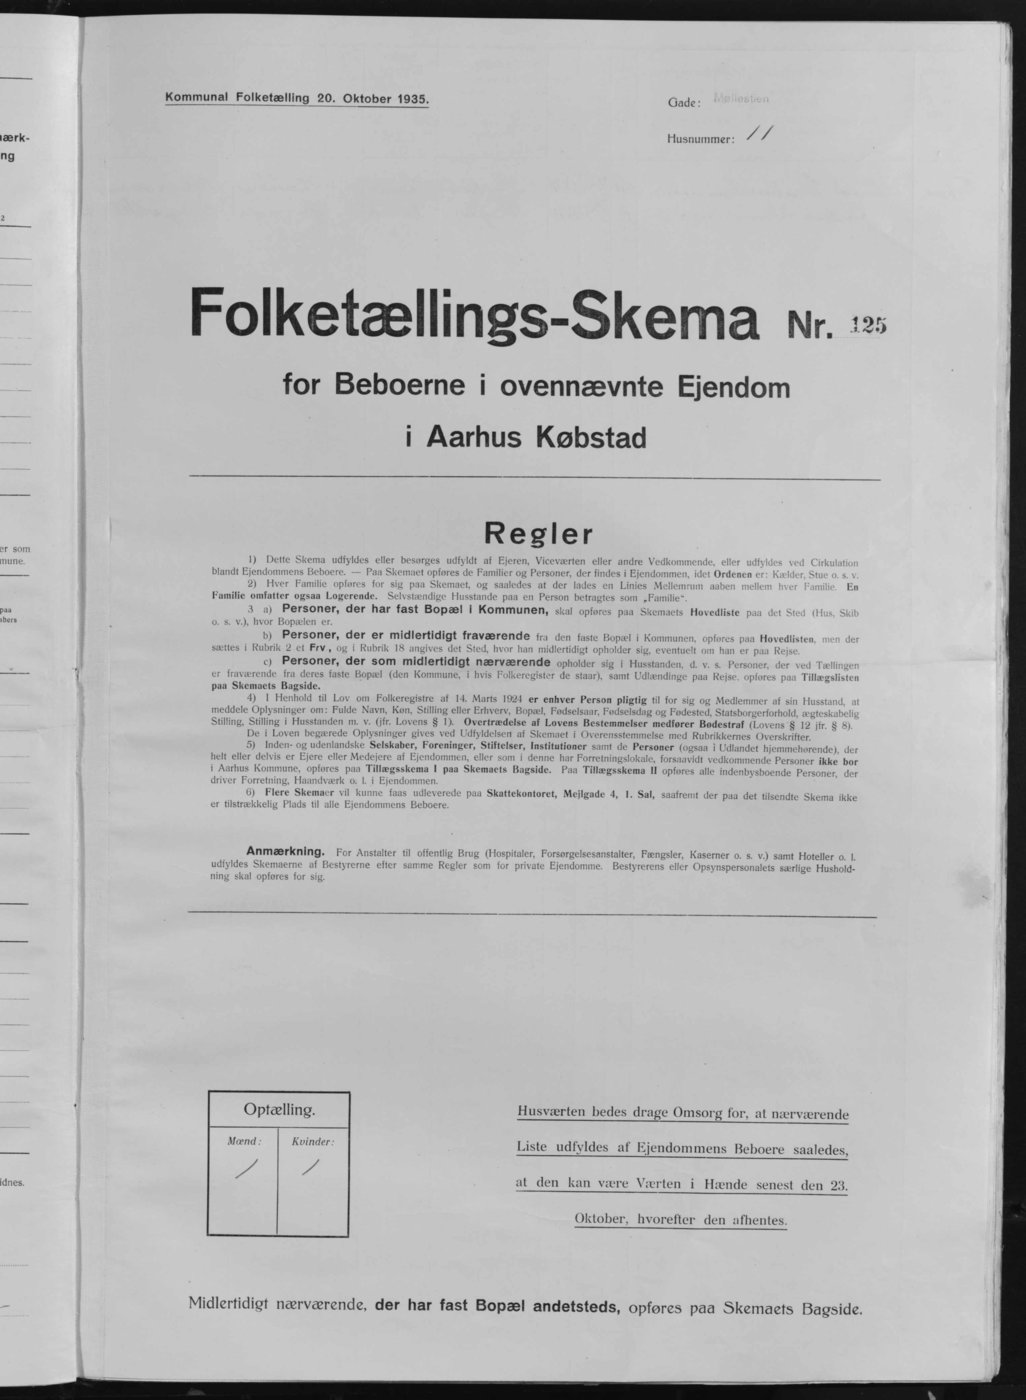 Kommunal Folketælling 20. Oktober 1935.
Gade: Møllestien
Husnummer: 11
Folketællings-Skema Nr. 125
for Beboerne i ovennævnte Ejendom
i Aarhus Købstad
Regler
1) Dette Skema udfyldes eller besørges udfyldt af Ejeren, Viceværten eller andre Vedkommende, eller udfyldes ved Cirkulation
blandt Ejendommens Beboere. — Paa Skemaet opføres de Familier og Personer, der findes i Ejendommen, idet Ordenen er: Kælder, Stue o. s. v.
2) Hver Familie opføres for sig paa Skemaet, og saaledes at der lades en Linies Mellemrum aaben mellem hver Familie. En
Familie omfatter ogsaa Logerende. Selvstændige Husstande paa en Person betragtes som „Familie".
3 a) Personer, der har fast Bopæl i Kommunen, skal opføres paa Skemaets Hovedliste paa det Sted (Hus, Skib
o. s. v.), hvor Bopælen er.
b) Personer, der er midlertidigt fraværende fra den faste Bopæl i Kommunen, opføres paa Hovedlisten, men der
sættes i Rubrik 2 et Frv, og i Rubrik 18 angives det Sted, hvor han midlertidigt opholder sig, eventuelt om han er paa Rejse.
c) Personer, der som midlertidigt nærværende opholder sig i Husstanden, d. v. s. Personer, der ved Tællingen
er fraværende fra deres faste Bopæl (den Kommune, i hvis Folkeregister de staar), samt Udlændinge paa Rejse, opføres paa Tillægslisten
paa Skemaets Bagside.
4) I Henhold til Lov om Folkeregistre af 14. Marts 1924 er enhver Person pligtig til for sig og Medlemmer af sin Husstand, at
meddele Oplysninger om: Fulde Navn, Køn, Stilling eller Erhverv, Bopæl, Fødselsaar, Fødselsdag og Fødested, Statsborgerforhold, ægteskabelig
Stilling, Stilling i Husstanden m. v. (jfr. Lovens § 1). Overtrædelse af Lovens Bestemmelser medfører Bødestraf (Lovens § 12 jfr. § 8).
De i Loven begærede Oplysninger gives ved Udfyldelsen af Skemaet i Overensstemmelse med Rubrikkernes Overskrifter.
5) Inden- og udenlandske Selskaber, Foreninger, Stiftelser, Institutioner samt de Personer (ogsaa i Udlandet hjemmehørende), der
helt eller delvis er Ejere eller Medejere af Ejendommen, eller som i denne har Forretningslokale, forsaavidt vedkommende Personer ikke bor
i Aarhus Kommune, opføres paa Tillægsskema I paa Skemaets Bagside. Paa Tillægsskema II opføres alle indenbysboende Personer, der
driver Forretning, Haandværk o. l. i Ejendommen.
6) Flere Skemaer vil kunne faas udleverede paa Skattekontoret, Mejlgade 4, 1. Sal, saafremt der paa det tilsendte Skema ikke
er tilstrækkelig Plads til alle Ejendommens Beboere.
Anmærkning. For Anstalter til offentlig Brug (Hospitaler, Forsørgelsesanstalter, Fængsler, Kaserner o. s. v.) samt Hoteller o. l.
udfyldes Skemaerne af Bestyrerne efter samme Regler som for private Ejendomme. Bestyrerens eller Opsynspersonalets særlige Hushold-
ning skal opføres for sig.
Optælling.
Mænd: Kvinder:
1 1
Husværten bedes drage Omsorg for, at nærværende
Liste udfyldes af Ejendommens Beboere saaledes,
at den kan være Værten i Hænde senest den 23.
Oktober, hvorefter den afhentes.
Midlertidigt nærværende, der har fast Bopæl andetsteds, opføres paa Skemaets Bagside.